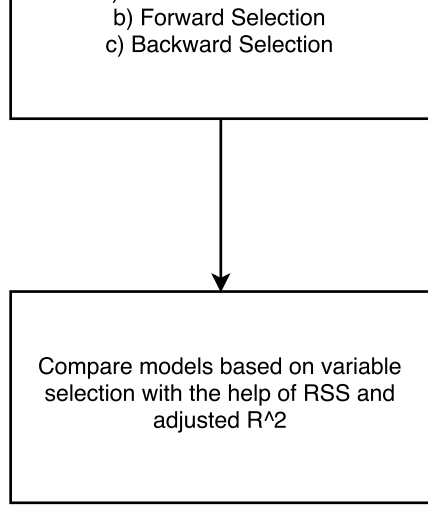 b) Forward Selection
c) Backward Selection
Compare models based on variable
selection with the help of RSS and
adjusted R^2